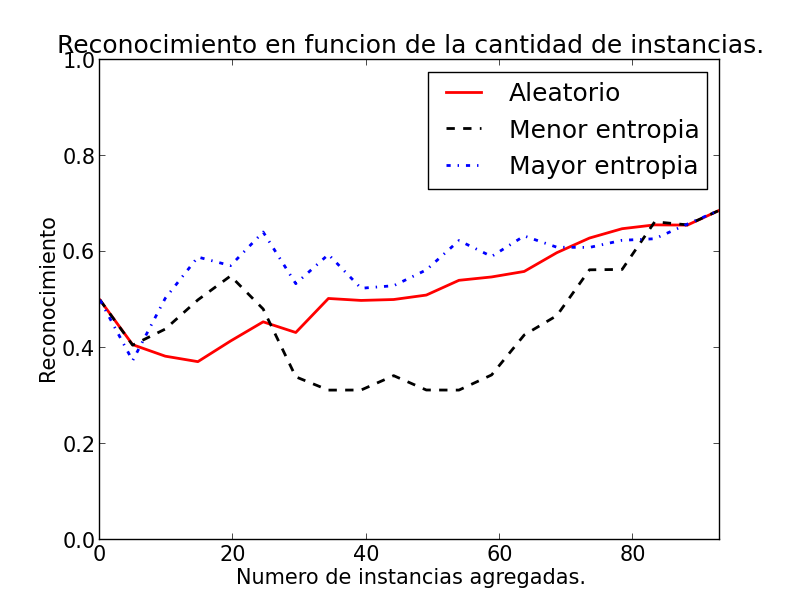 Reconocimiento en funcion de la cantidad de instancias.
1.0
0.8
0.6
0.4
0.2
0.0
Reconocimiento
Aleatorio
Menor entropia
Mayor entropia
0 20 40 60 80
Numero de instancias agregadas.